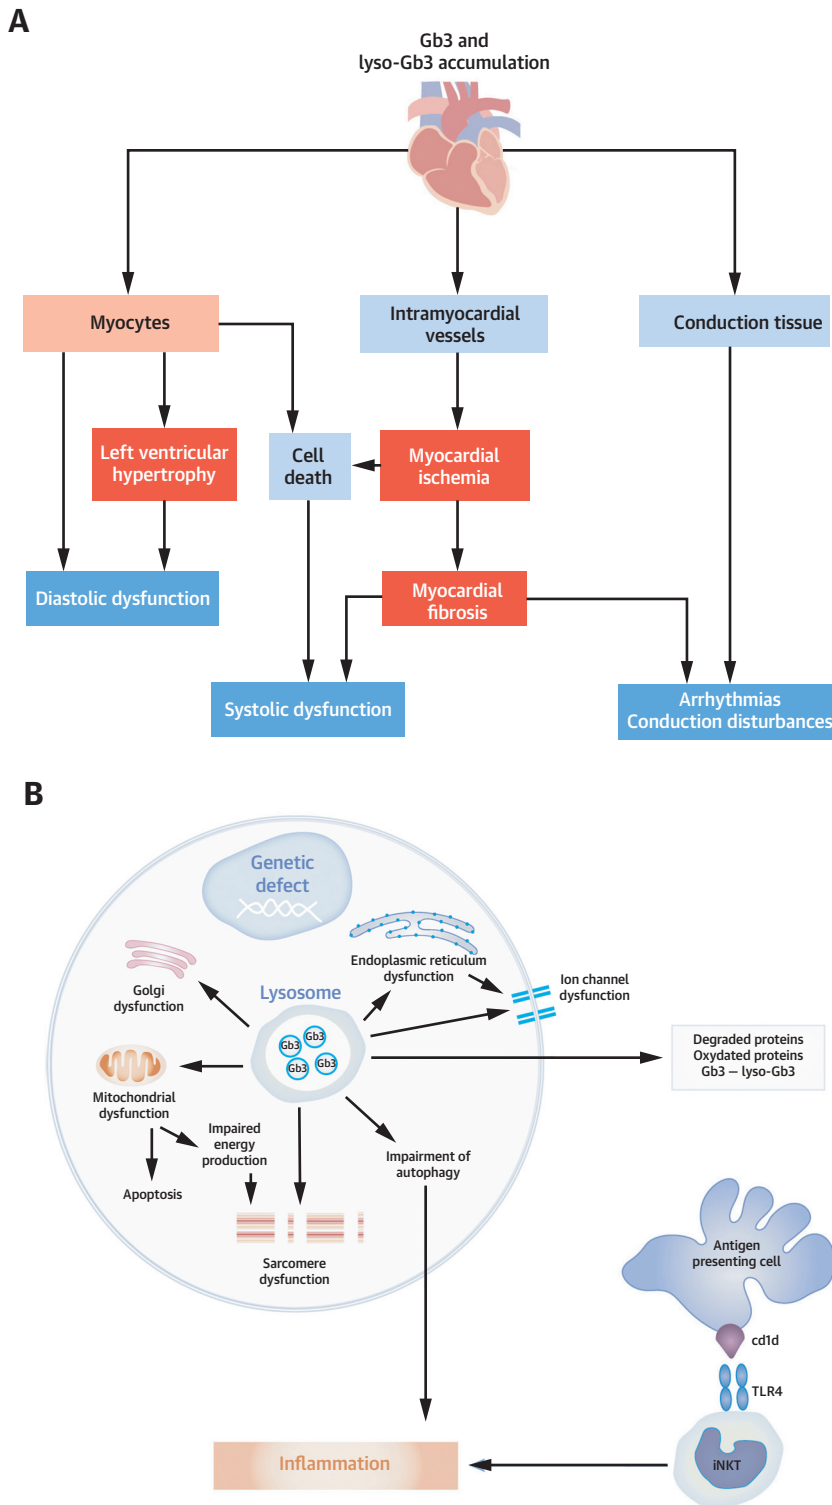 A
Gb3 and
lyso-Gb3 accumulation
Myocytes
Intramyocardial
vessels
Conduction tissue
Left ventricular
hypertrophy
Cell
death
Myocardial
ischemia
Diastolic dysfunction
Myocardial
fibrosis
Systolic dysfunction
Arrhythmias
Conduction disturbances
B
Genetic
defect
Endoplasmic reticulum
dysfunction
Ion channel
dysfunction
Golgi
dysfunction
Lysosome
Gb3
Gb3
Gb3
Gb3
Degraded proteins
Oxydated proteins
Gb3 – lyso-Gb3
Mitochondrial
dysfunction
Impaired
energy
production
Apoptosis
Impairment of
autophagy
Sarcomere
dysfunction
Antigen
presenting cell
cd1d
TLR4
iNKT
Inflammation